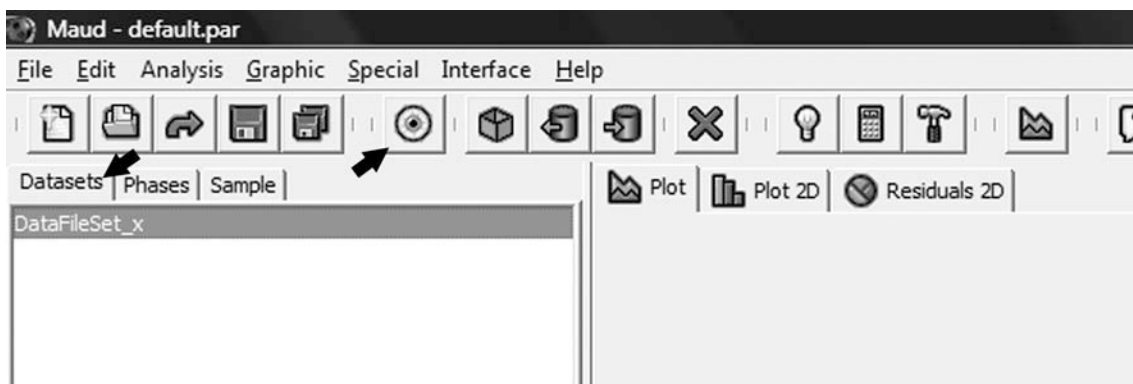 Maud - default.par
File Edit Analysis Graphic Special Interface Help
Datasets Phases Sample Plot Plot 2D Residuals 2D
DataFileSet_x